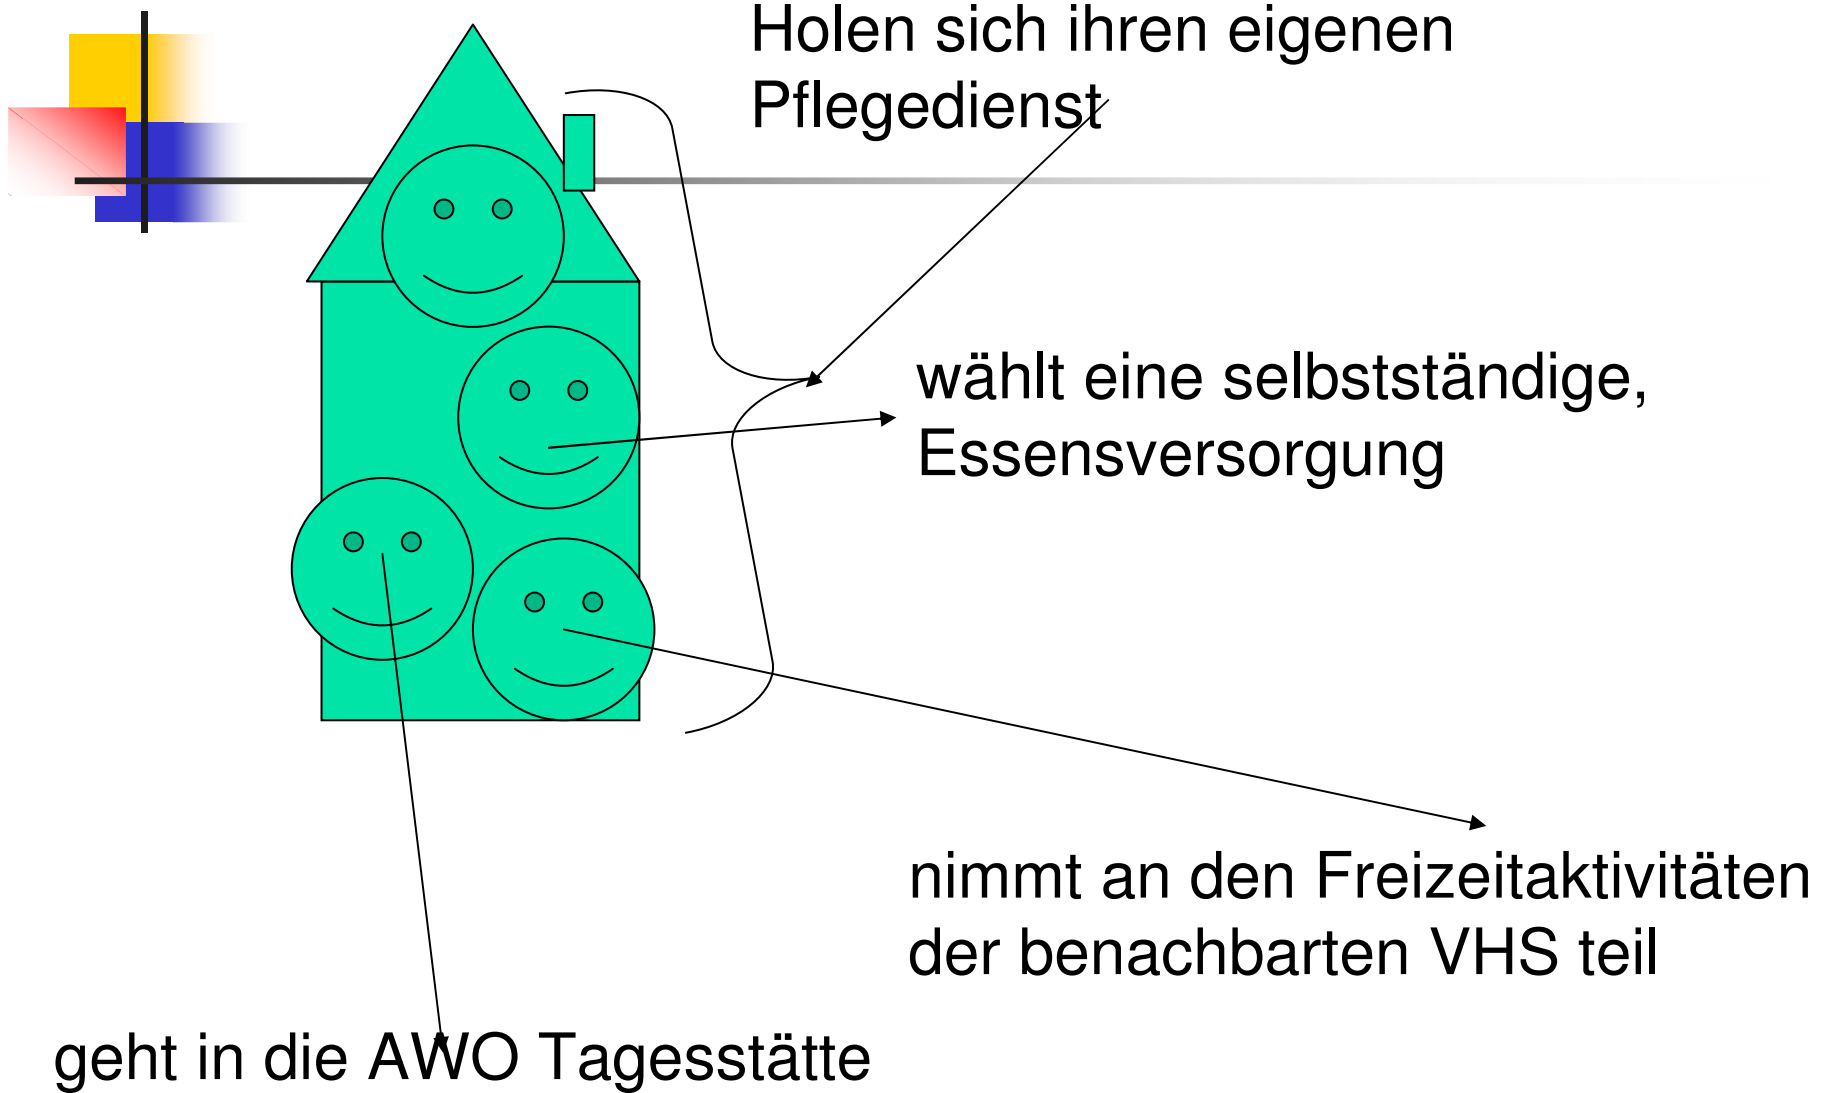 Holen sich ihren eigenen
Pflegedienst
wählt eine selbstständige,
Essensversorgung
nimmt an den Freizeitaktivitäten
der benachbarten VHS teil
geht in die AWO Tagesstätte